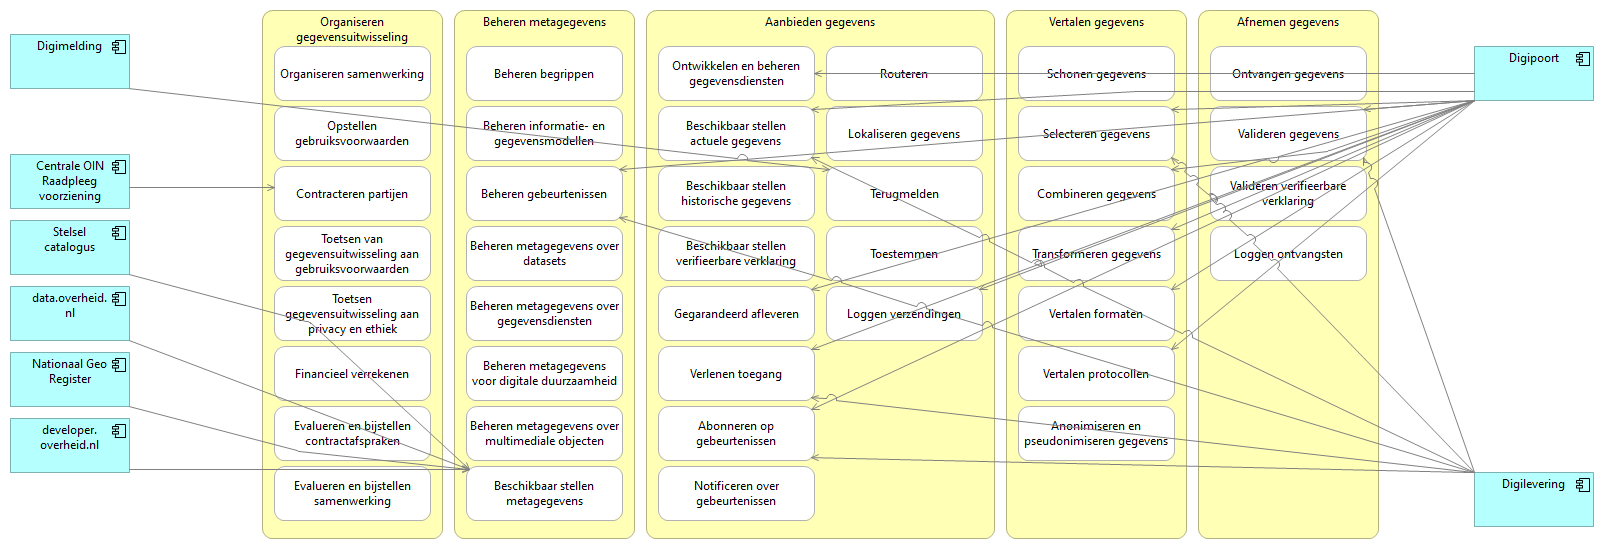 Digimelding
Centrale OIN
Raadpleeg
voorziening
Stelsel
catalogus
data.overheid.
nl
Nationaal Geo
Register
developer.
overheid.nl
Organiseren
gegevensuitwisseling
Organiseren samenwerking
Opstellen
gebruiksvoorwaarden
Contracteren partijen
Toetsen van
gegevensuitwisseling aan
gebruiksvoorwaarden
Toetsen
gegevensuitwisseling aan
privacy en ethiek
Financieel verrekenen
Evalueren en bijstellen
contractafspraken
Evalueren en bijstellen
samenwerking
Beheren metagegevens
Beheren begrippen
Beheren informatie- en
gegevensmodellen
Beheren gebeurtenissen
Beheren metagegevens over
datasets
Beheren metagegevens over
gegevensdiensten
Beheren metagegevens
voor digitale duurzaamheid
Beheren metagegevens over
multimediale objecten
Beschikbaar stellen
metagegevens
Aanbieden gegevens
Ontwikkelen en beheren
gegevensdiensten
Beschikbaar stellen
actuele gegevens
Beschikbaar stellen
historische gegevens
Beschikbaar stellen
verifieerbare verklaring
Gegarandeerd afleveren
Verlenen toegang
Abonneren op
gebeurtenissen
Notificeren over
gebeurtenissen
Routeren
Lokaliseren gegevens
Terugmelden
Toestemmen
Loggen verzendingen
Vertalen gegevens
Schonen gegevens
Selecteren gegevens
Combineren gegevens
Transformeren gegevens
Vertalen formaten
Vertalen protocollen
Anonimiseren en
pseudonimiseren gegevens
Afnemen gegevens
Ontvangen gegevens
Valideren gegevens
Valideren verifieerbare
verklaring
Loggen ontvangsten
Digipoort
Digilevering